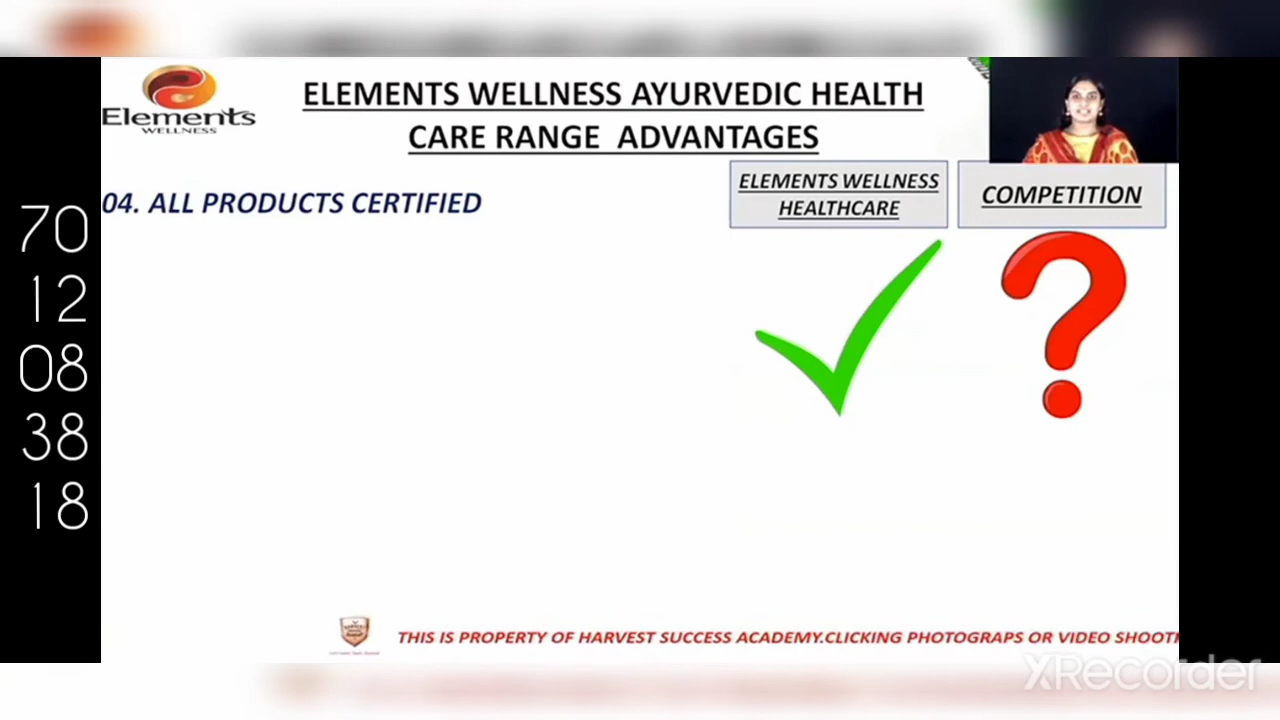 Elements
WELLNESS
ELEMENTS WELLNESS AYURVEDIC HEALTH
CARE RANGE ADVANTAGES
04. ALL PRODUCTS CERTIFIED
ELEMENTS WELLNESS
HEALTHCARE
COMPETITION
70
12
08
38
18
THIS IS PROPERTY OF HARVEST SUCCESS ACADEMY.CLICKING PHOTOGRAPS OR VIDEO
XRecorder